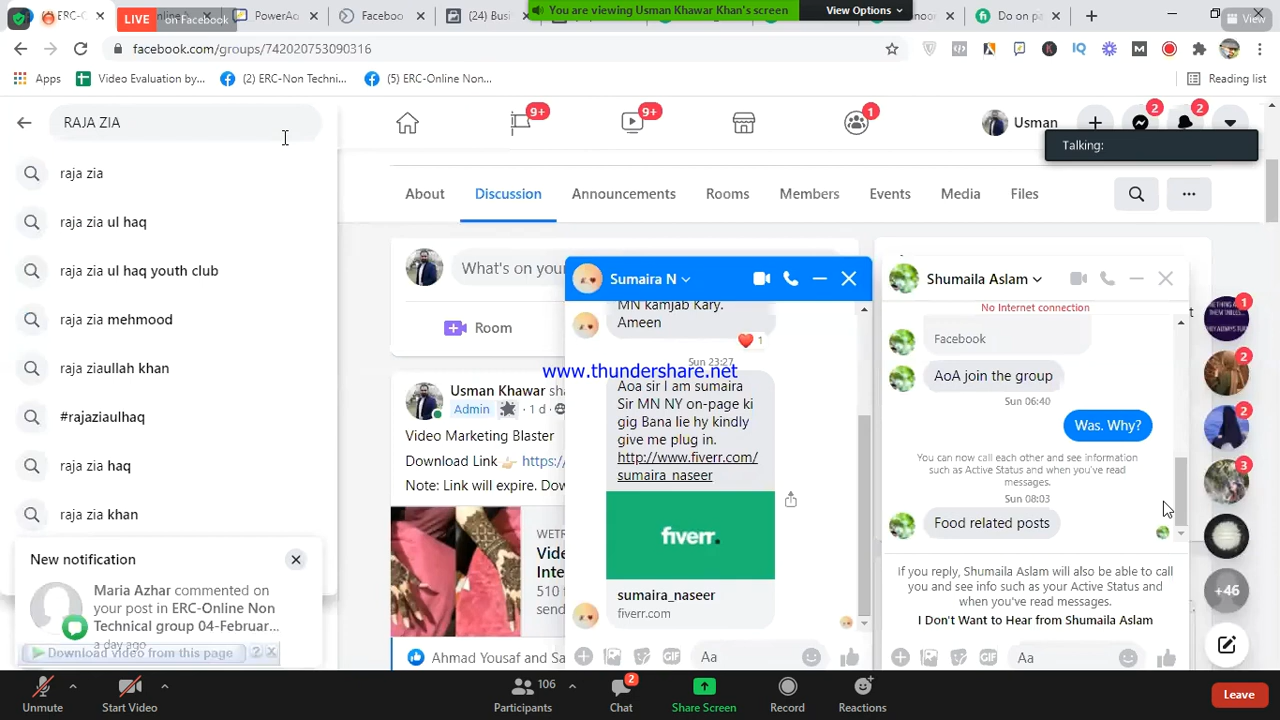 LIVE on Facebook
PowerAo
Faceboo
(24) Busi
You are viewing Usman Khawar Khan's screen
View Options
Do on pa
View
facebook.com/groups/742020753090316
Apps
Video Evaluation by...
(2) ERC-Non Techni...
(5) ERC-Online Non...
Reading list
RAJA ZIA
9+
9+
1
Usman
2
2
Talking:
raja zia
raja zia ul haq
raja zia ul haq youth club
raja zia mehmood
raja ziaullah khan
#rajaziaulhaq
raja zia haq
raja zia khan
About
Discussion
Announcements
Rooms
Members
Events
Media
Files
What's on you
Room
Usman Khawar
Admin
1 d
Video Marketing Blaster
Download Link https:/
Note: Link will expire. Dow
WETR
Vide
Inte
510
send
Ahmad Yousaf and Sa
Sumaira N
MN kamjab Kary.
Ameen
1
Sun 23:27
www.thundershare.net
Aoa sir I am sumaira
Sir MN NY on-page ki
gig Bana lie hy kindly
give me plug in.
http://www.fiverr.com/
sumaira_naseer
fiverr.
sumaira_naseer
fiverr.com
GIF
Aa
Shumaila Aslam
No Internet connection
Facebook
AoA join the group
Sun 06:40
Was. Why?
You can now call each other and see information
such as Active Status and when you've read
messages.
Sun 08:03
Food related posts
If you reply, Shumaila Aslam will also be able to call
you and see info such as your Active Status and
when you've read messages.
I Don't Want to Hear from Shumaila Aslam
GIF
Aa
1
2
2
3
+46
New notification
Maria Azhar commented on
your post in ERC-Online Non
Technical group 04-Februar...
a day ago
Download video from this page
?
Unmute
Start Video
106
Participants
2
Chat
Share Screen
Record
Reactions
Leave